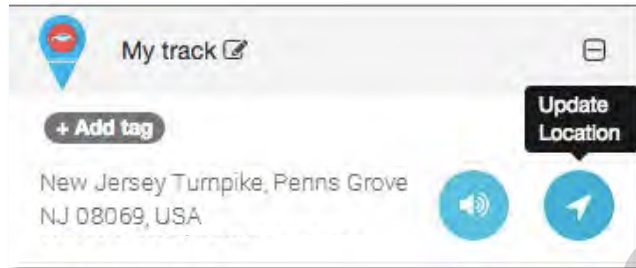 My track
Update
Location
+ Add tag
New Jersey Turnpike, Penns Grove
NJ 08069, USA